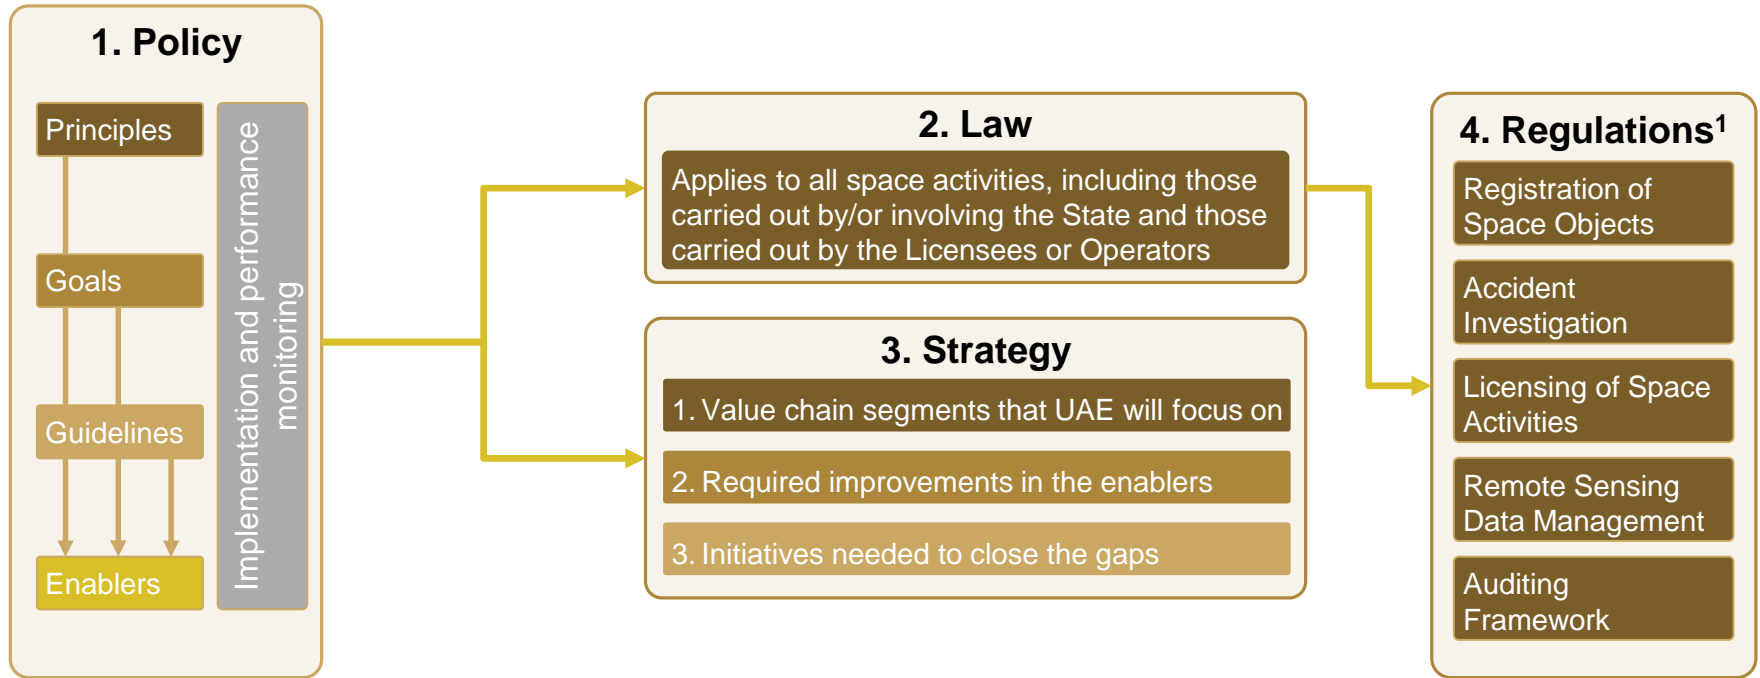 1. Policy
Principles
Goals
Guidelines
Enablers
Implementation and performance
monitoring
2. Law
Applies to all space activities, including those
carried out by/or involving the State and those
carried out by the Licensees or Operators
3. Strategy
1. Value chain segments that UAE will focus on
2. Required improvements in the enablers
3. Initiatives needed to close the gaps
4. Regulations¹
Registration of
Space Objects
Accident
Investigation
Licensing of Space
Activities
Remote Sensing
Data Management
Auditing
Framework